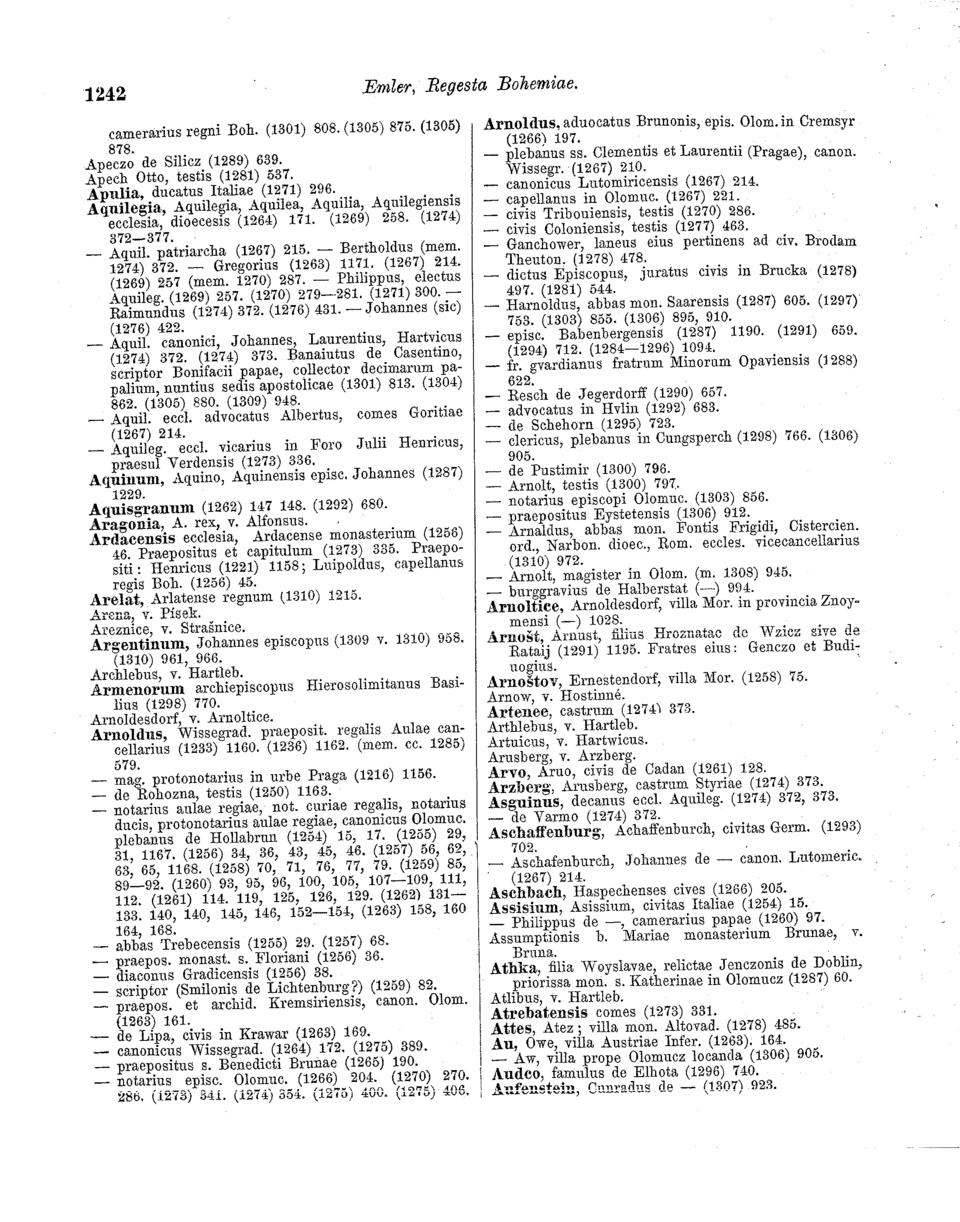 1242
Emler, Regesta Bohemiae.
camerarius regni Boh. (1301) 808. (1305) 875. (1305)
878.
Apeczo de Silicz (1289) 639.
Apech Otto, testis (1281) 537.
Apulia, ducatus Italiae (1271) 296.
Aquilegia, Aquilegia, Aquilea, Aquilia, Aquilegiensis
ecclesia, dioecesis (1264) 171. (1269) 258. (1274)
372—377.
— Aquil. patriarcha (1267) 215. — Bertholdus (mem.
1274) 372. — Gregorius (1263) 1171. (1267) 214.
(1269) 257 (mem. 1270) 287. — Philippus, electus
Aquileg. (1269) 257. (1270) 279—281. (1271) 300. —
Raimundus (1274) 372. (1276) 431. — Johannes (sic)
(1276) 422.
— Aquil. canonici, Johannes, Laurentius, Hartvicus
(1274) 372. (1274) 373. Banaiutus de Casentino,
scriptor Bonifacii papae, collector decimarum pa-
palium, nuntius sedis apostolicae (1301) 813. (1304)
862. (1305) 880. (1309) 948.
— Aquil. eccl. advocatus Albertus, comes Goritiae
(1267) 214.
— Aquileg. eccl. vicarius in Foro Julii Henricus,
praesul Verdensis (1273) 336.
Aquinum, Aquino, Aquinensis episc. Johannes (1287)
1229.
Aquisgranum (1262) 147 148. (1292) 680.
Aragonia, A. rex, v. Alfonsus.
Ardacensis ecclesia, Ardacense monasterium (1256)
46. Praepositus et capitulum (1273) 335. Praepo-
siti: Henricus (1221) 1158; Luipoldus, capellanus
regis Boh. (1256) 45.
Arelat, Arlatense regnum (1310) 1215.
Arena, v. Písek.
Areznice, v. Strašnice.
Argentinum, Johannes episcopus (1309 v. 1310) 958.
(1310) 961, 966.
Archlebus, v. Hartleb.
Armenorum archiepiscopus Hierosolimitanus Basi-
lius (1298) 770.
Arnoldesdorf, v. Arnoltice.
Arnoldus, Wissegrad. praeposit. regalis Aulae can-
cellarius (1233) 1160. (1236) 1162. (mem. cc. 1285)
579.
— mag. protonotarius in urbe Praga (1216) 1156.
— de Rohozna, testis (1250) 1163.
— notarius aulae regiae, not. curiae regalis, notarius
ducis, protonotarius aulae regiae, canonicus Olomuc.
plebanus de Hollabrun (1254) 15, 17. (1255) 29,
31, 1167. (1256) 34, 36, 43, 45, 46. (1257) 56, 62,
63, 65, 1168. (1258) 70, 71, 76, 77, 79. (1259) 85,
89—92. (1260) 93, 95, 96, 100, 105, 107—109, 111,
112. (1261) 114. 119, 125, 126, 129. (1262) 131—
133. 140, 140, 145, 146, 152—154, (1263) 158, 160
164, 168.
— abbas Trebecensis (1255) 29. (1257) 68.
— praepos. monast. s. Floriani (1256) 36.
— diaconus Gradicensis (1256) 38.
— scriptor (Smilonis de Lichtenburg?) (1259) 82.
— praepos. et archid. Kremsiriensis, canon. Olom.
(1263) 161.
— de Lipa, civis in Krawar (1263) 169.
— canonicus Wissegrad. (1264) 172. (1275) 389.
— praepositus s. Benedicti Brunae (1265) 190.
— notarius episc. Olomuc. (1266) 204. (1270) 270.
286. (1273) 341. (1274) 354. (1275) 400. (1275) 406.
Arnoldus, aduocatus Brunonis, epis. Olom. in Cremsyr
(1266) 197.
— plebanus ss. Clementis et Laurentii (Pragae), canon.
Wissegr. (1267) 210.
— canonicus Lutomiricensis (1267) 214.
— capellanus in Olomuc. (1267) 221.
— civis Tribouiensis, testis (1270) 286.
— civis Coloniensis, testis (1277) 463.
— Ganchower, laneus eius pertinens ad civ. Brodam
Theuton. (1278) 478.
— dictus Episcopus, juratus civis in Brucka (1278)
497. (1281) 544.
— Harnoldus, abbas mon. Saarensis (1287) 605. (1297)
753. (1303) 855. (1306) 895, 910.
— episc. Babenbergensis (1287) 1190. (1291) 659.
(1294) 712. (1284—1296) 1094.
— fr. gvardianus fratrum Minorum Opaviensis (1288)
622.
— Resch de Jegerdorff (1290) 657.
— advocatus in Hvlin (1292) 683.
— de Schehorn (1295) 723.
— clericus, plebanus in Cungsperch (1298) 766. (1306)
905.
— de Pustimir (1300) 796.
— Arnolt, testis (1300) 797.
— notarius episcopi Olomuc. (1303) 856.
— praepositus Eystetensis (1306) 912.
— Arnaldus, abbas mon. Fontis Frigidi, Cistercien.
ord., Narbon. dioec., Rom. eccles. vicecancellarius
(1310) 972.
— Arnolt, magister in Olom. (m. 1308) 945.
— burggravius de Halberstat (—) 994.
Arnoltice, Arnoldesdorf, villa Mor. in provincia Znoy-
mensi (—) 1028.
Arnošt, Arnust, filius Hroznatae de Wzicz sive de
Rataij (1291) 1195. Fratres eius: Genczo et Budi-
uogius.
Arnoštov, Ernestendorf, villa Mor. (1258) 75.
Arnow, v. Hostinné.
Artenee, castrum (1274) 373.
Arthlebus, v. Hartleb.
Artuicus, v. Hartwicus.
Arusberg, v. Arzberg.
Arvo, Aruo, civis de Cadan (1261) 128.
Arzberg, Arusberg, castrum Styriae (1274) 373.
Asguinus, decanus eccl. Aquileg. (1274) 372, 373.
— de Varmo (1274) 372.
Aschaffenburg, Achaffenburch, civitas Germ. (1293)
702.
— Aschafenburch, Johannes de — canon. Lutomeric.
(1267) 214.
Aschbach, Haspechenses cives (1266) 205.
Assisium, Asissium, civitas Italiae (1254) 15.
— Philippus de —, camerarius papae (1260) 97.
Assumptionis b. Mariae monasterium Brunae, v.
Bruna.
Athka, filia Woyslavae, relictae Jenczonis de Doblin,
priorissa mon. s. Katherinae in Olomucz (1287) 60.
Atlibus, v. Hartleb.
Atrebatensis comes (1273) 331.
Attes, Atez; villa mon. Altovad. (1278) 485.
Au, Owe, villa Austriae Infer. (1263). 164.
— Aw, villa prope Olomucz locanda (1306) 905.
Audco, famulus de Elhota (1296) 740.
Aufenstein, Cunradus de — (1307) 923.